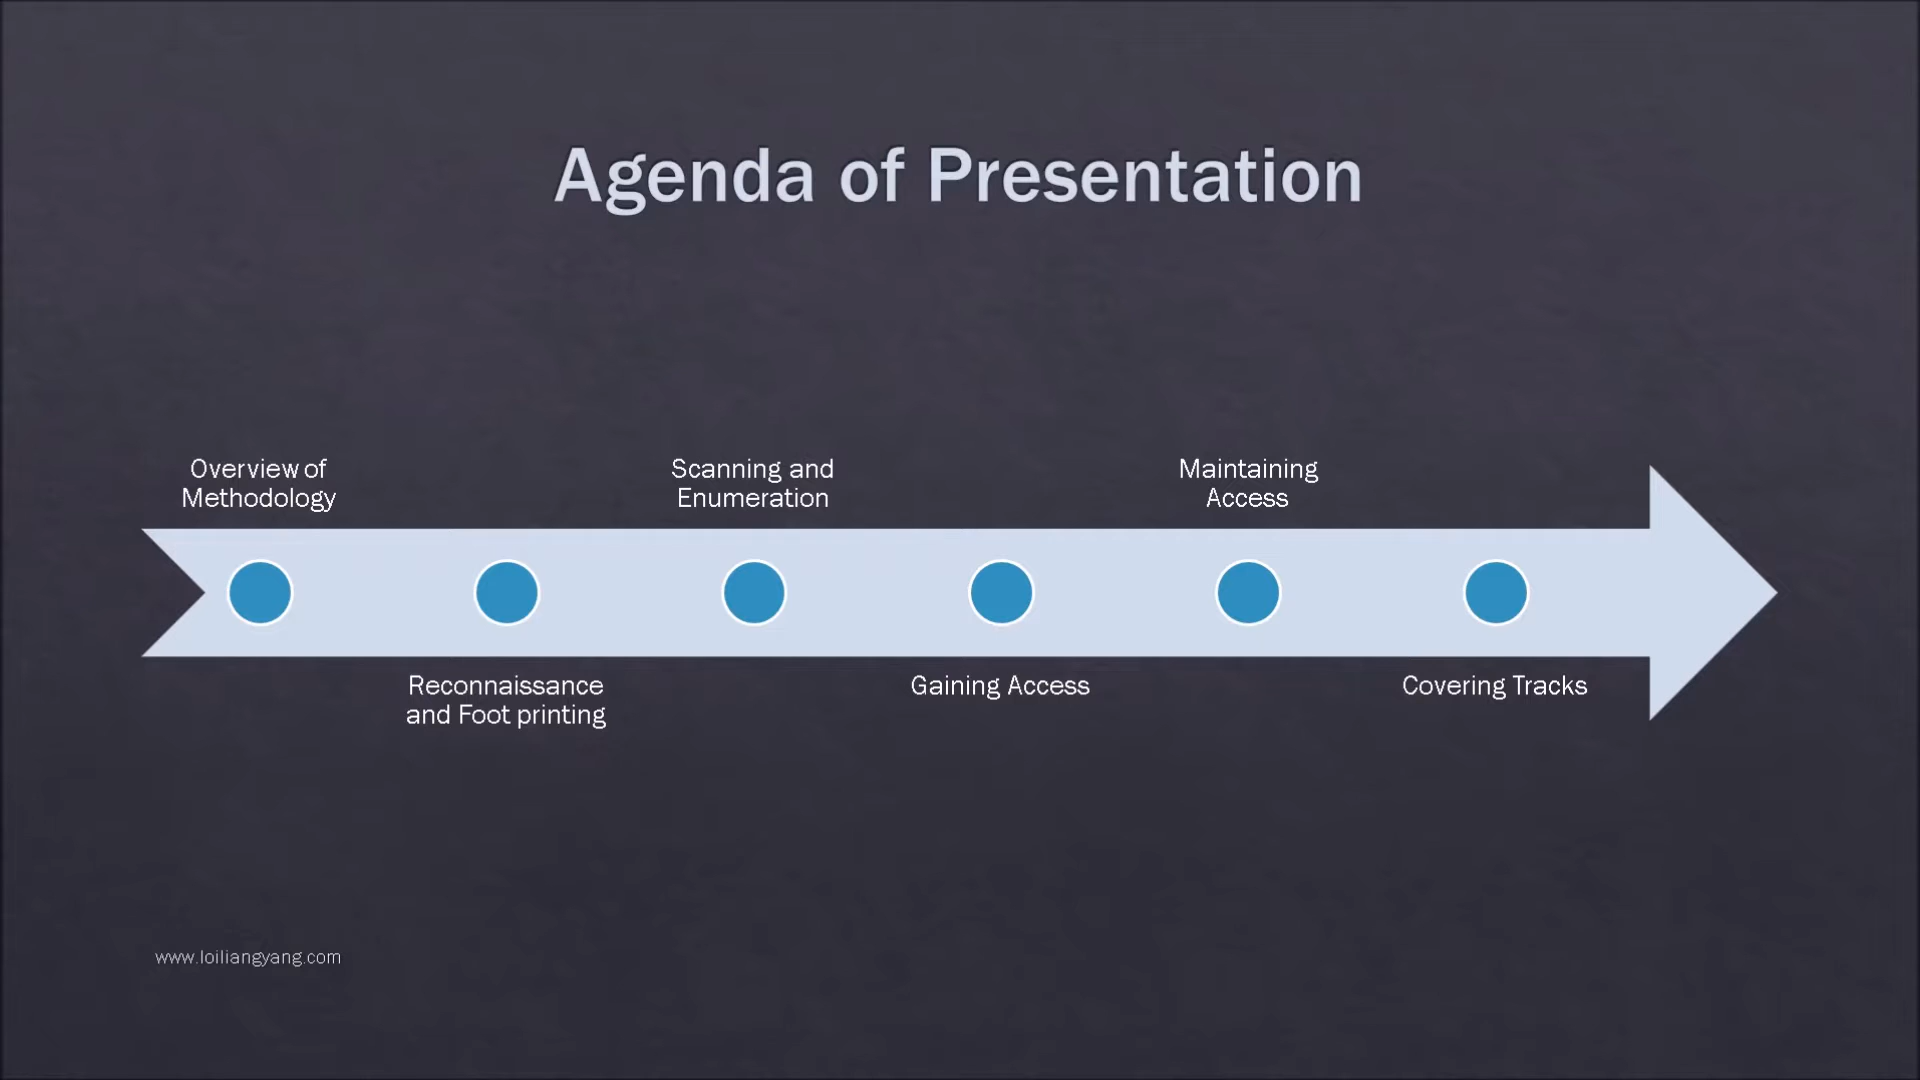 Agenda of Presentation
Overview of
Methodology
Reconnaissance
and Foot printing
Scanning and
Enumeration
Gaining Access
Maintaining
Access
Covering Tracks
www.loiliangyang.com